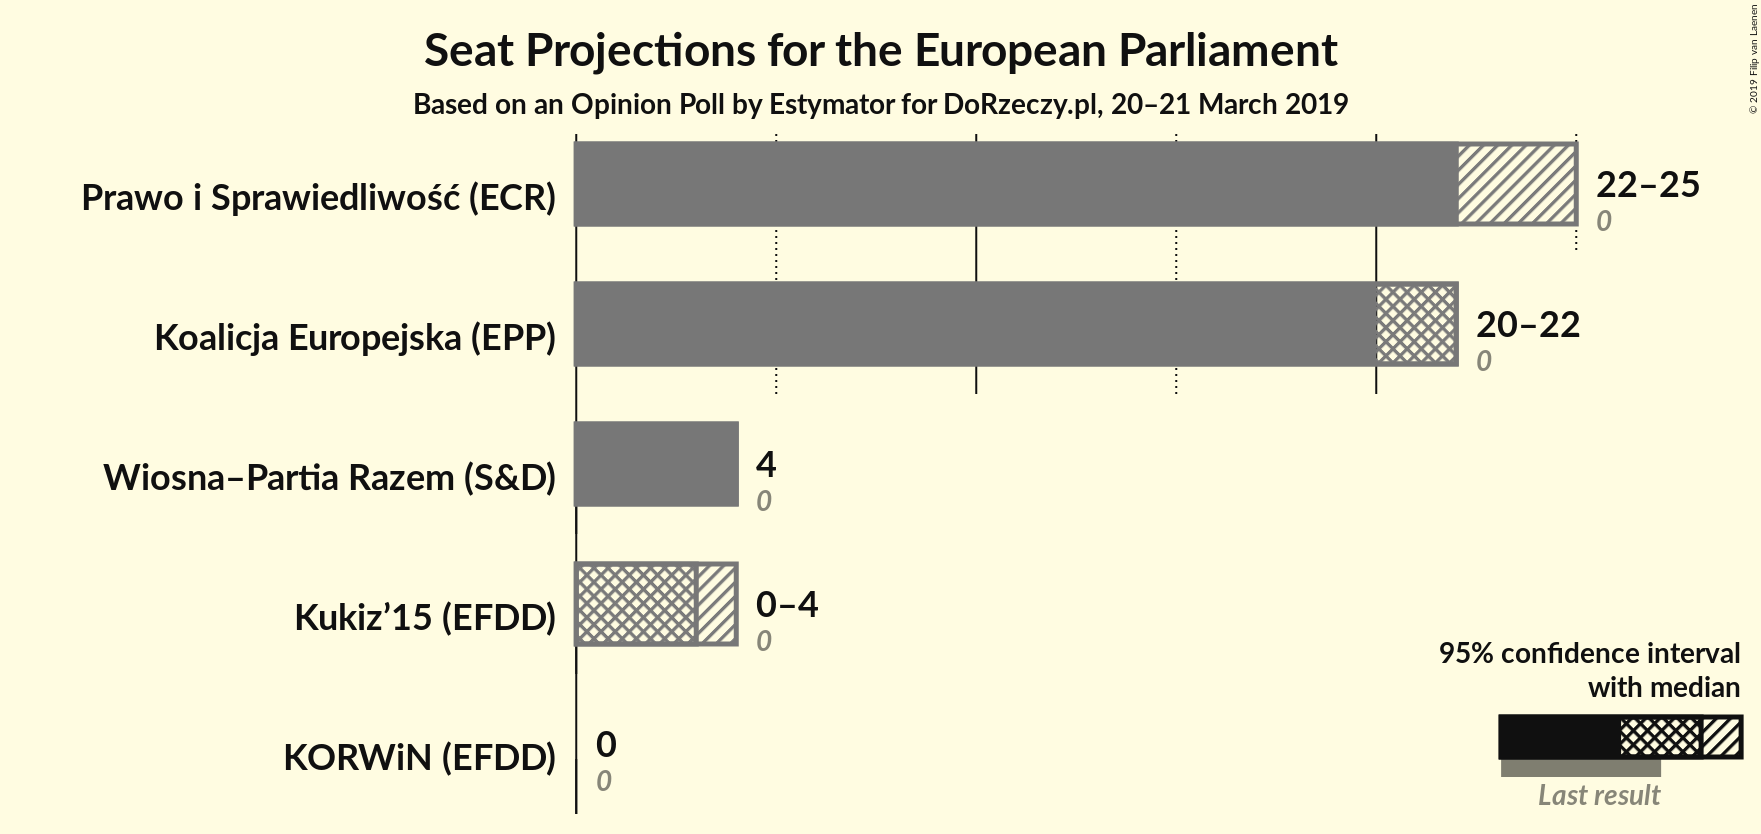 Seat Projections for the European Parliament
Based on an Opinion Poll by Estymator for DoRzeczy.pl, 20–21 March 2019
© 2019 Filip van Laenen
Prawo i Sprawiedliwość (ECR)
22–25
0
Koalicja Europejska (EPP)
20–22
0
Wiosna–Partia Razem (S&D)
4
0
Kukiz’15 (EFDD)
0–4
0
KORWiN (EFDD)
0
0
95% confidence interval
with median
Last result